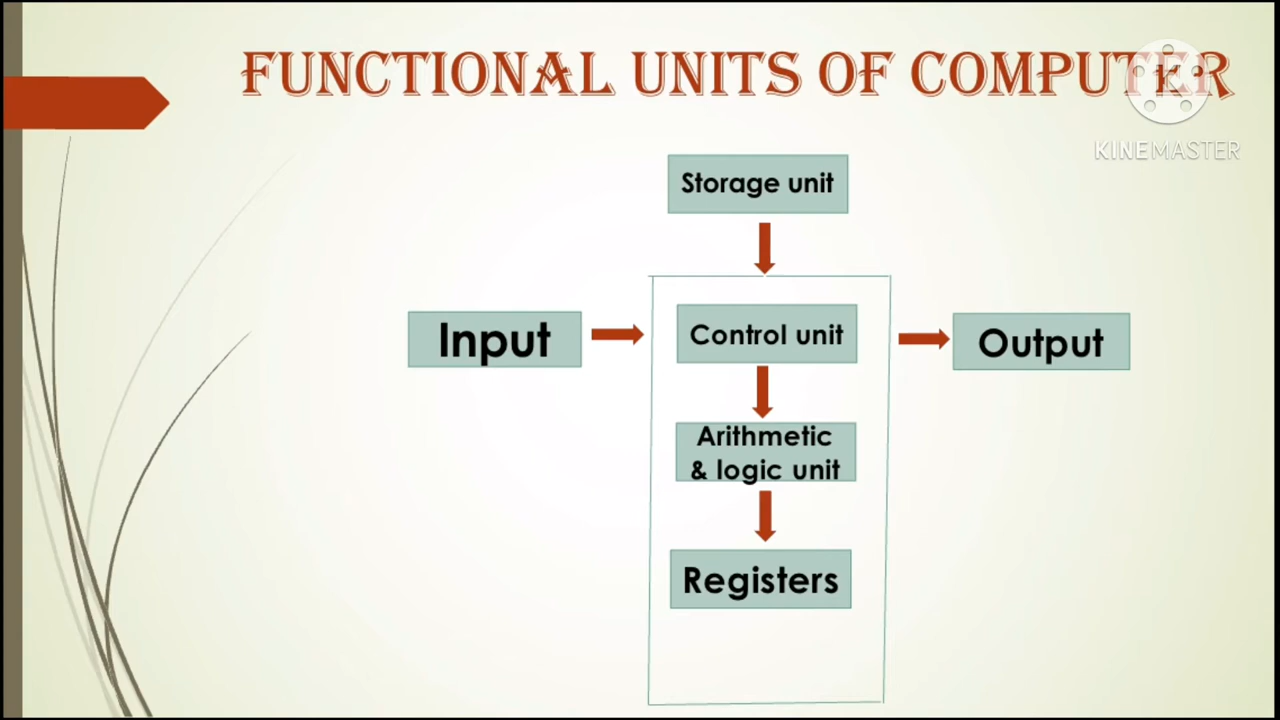 FUNCTIONAL UNITS OF COMPUTER
KINEMASTER
Storage unit
Input
Control unit
Output
Arithmetic
& logic unit
Registers